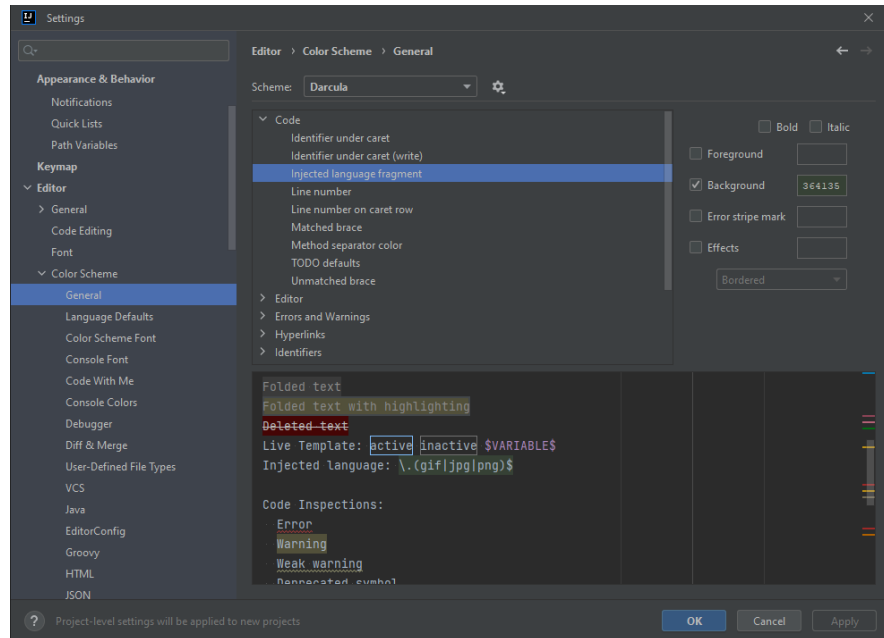 Settings
Appearance & Behavior
Notifications
Quick Lists
Path Variables
Keymap
Editor
General
Code Editing
Font
Color Scheme
General
Language Defaults
Color Scheme Font
Console Font
Code With Me
Console Colors
Debugger
Diff & Merge
User-Defined File Types
VCS
Java
EditorConfig
Groovy
HTML
JSON
Editor › Color Scheme › General
Scheme: Darcula
Code
Identifier under caret
Identifier under caret (write)
Injected language fragment
Line number
Line number on caret row
Matched brace
Method separator color
TODO defaults
Unmatched brace
Editor
Errors and Warnings
Hyperlinks
Identifiers
Bold Italic
Foreground
Background 364135
Error stripe mark
Effects
Bordered
Folded text
Folded text with highlighting
Deleted text
Live Template: active inactive $VARIABLE$
Injected language: \.(gif|jpg|png)$
Code Inspections:
Error
Warning
Weak warning
Deprecated symbol
? Project-level settings will be applied to new projects
OK Cancel Apply